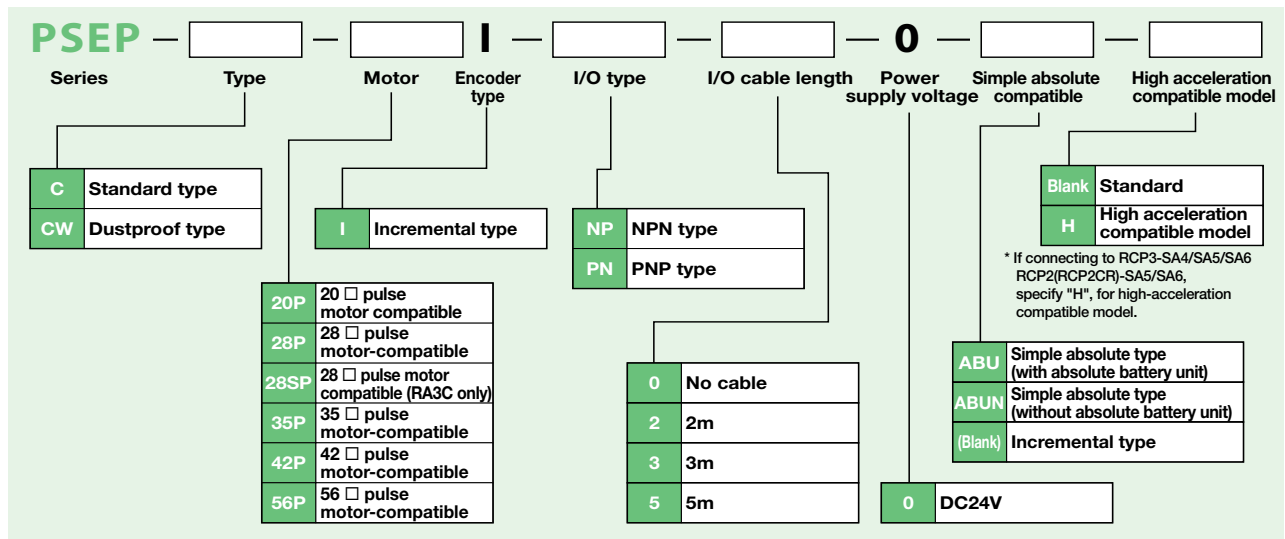 PSEP — — I — — — 0 — —
Series
Type
Motor
Encoder
type
I/O type
I/O cable length
Power
supply voltage
Simple absolute
compatible
High acceleration
compatible model
C Standard type
CW Dustproof type
20P 20 □ pulse
motor compatible
28P 28 □ pulse
motor-compatible
28SP 28 □ pulse motor
compatible (RA3C only)
35P 35 □ pulse
motor-compatible
42P 42 □ pulse
motor-compatible
56P 56 □ pulse
motor-compatible
I Incremental type
NP NPN type
PN PNP type
0 No cable
2 2m
3 3m
5 5m
0 DC24V
ABU Simple absolute type
(with absolute battery unit)
ABUN Simple absolute type
(without absolute battery unit)
(Blank) Incremental type
Blank Standard
H High acceleration
compatible model
* If connecting to RCP3-SA4/SA5/SA6
RCP2(RCP2CR)-SA5/SA6,
specify "H", for high-acceleration
compatible model.